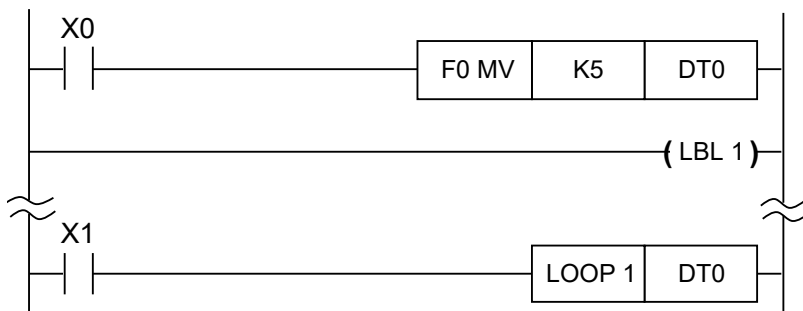 X0
F0 MV K5 DT0
( LBL 1 )
X1
LOOP 1 DT0